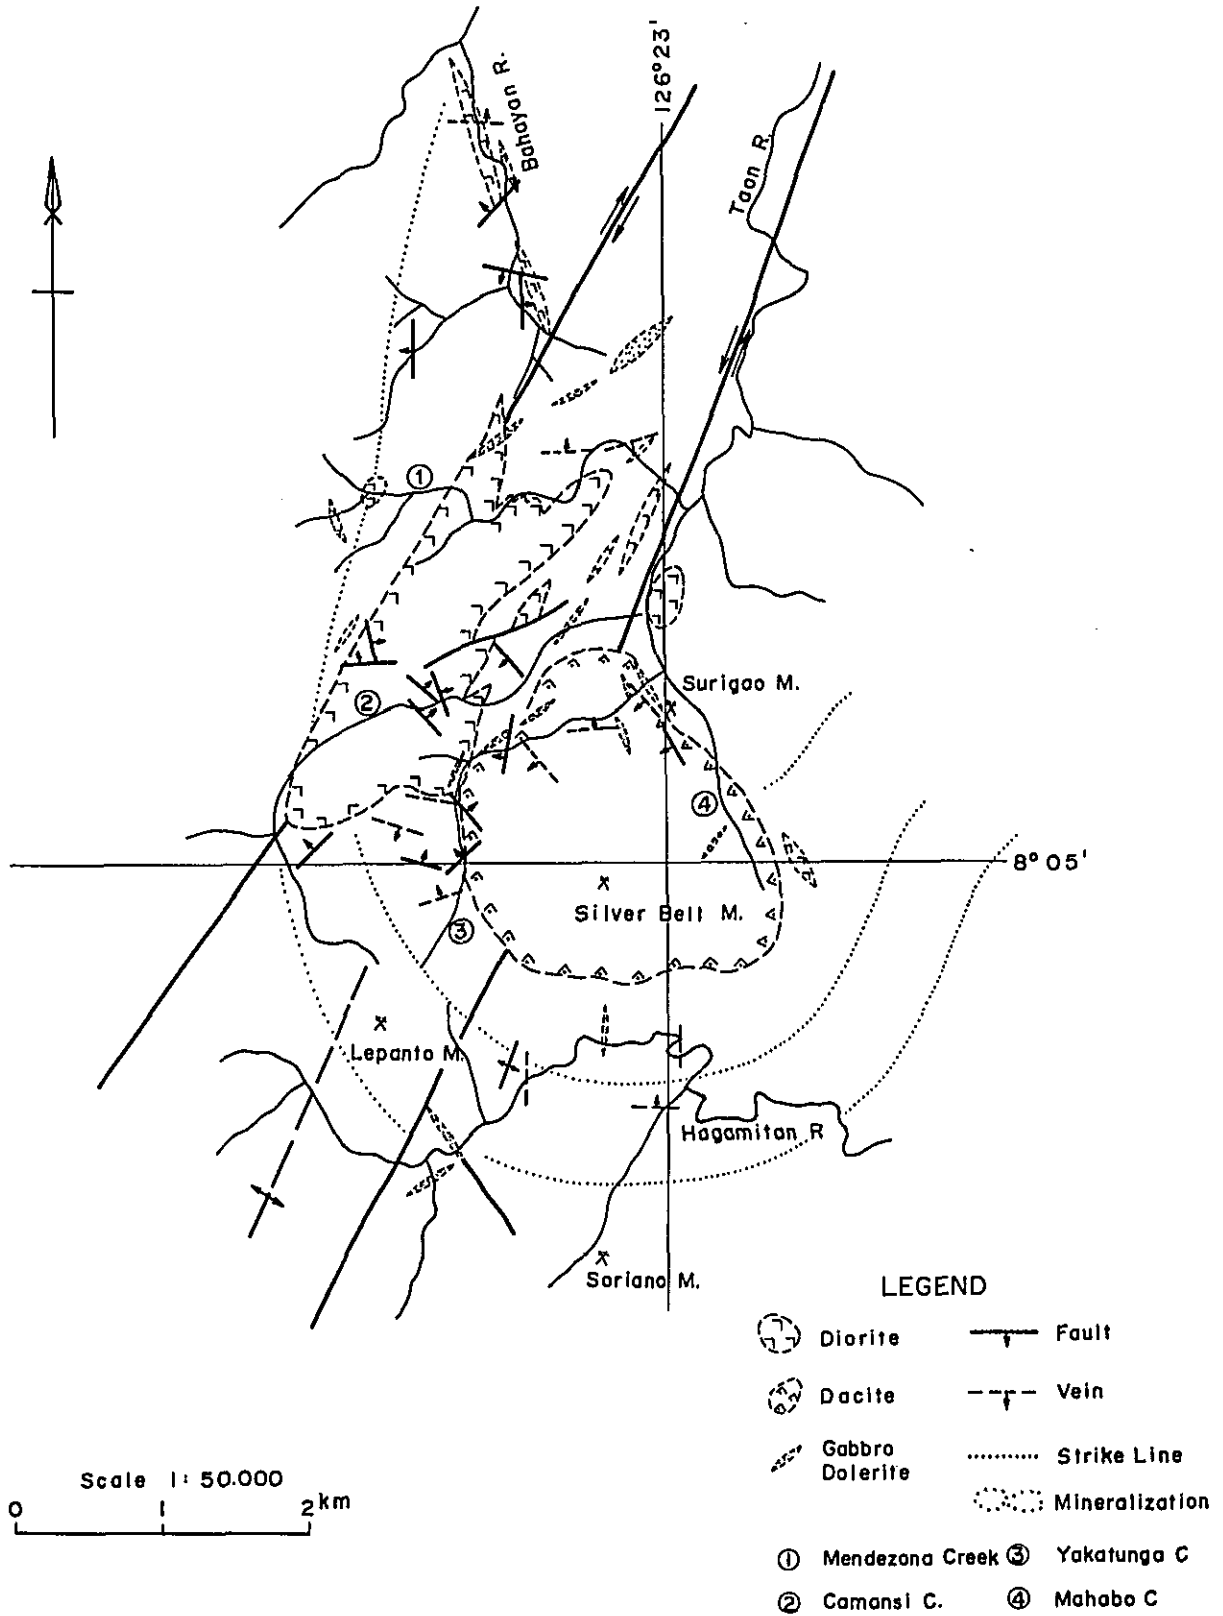 Bahayon R.
126°23'
Taon R.
①
Surigao M.
②
④
8°05'
Silver Bell M.
③
Lepanto M.
Hagamitan R
Soriano M.
LEGEND
Diorite
Fault
Dacite
Vein
Gabbro
Dolerite
Strike Line
Mineralization
Scale 1:50.000
0 1 2 km
① Mendezona Creek ③ Yakatunga C
② Camansi C. ④ Mahabo C